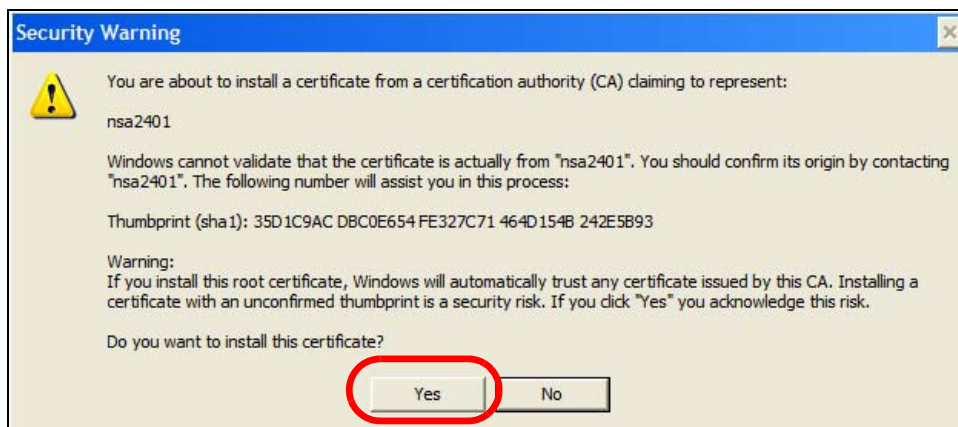 Security Warning
You are about to install a certificate from a certification authority (CA) claiming to represent:
nsa2401
Windows cannot validate that the certificate is actually from "nsa2401". You should confirm its origin by contacting
"nsa2401". The following number will assist you in this process:
Thumbprint (sha1): 35D1C9AC DBC0E654 FE327C71 464D154B 242E5B93
Warning:
If you install this root certificate, Windows will automatically trust any certificate issued by this CA. Installing a
certificate with an unconfirmed thumbprint is a security risk. If you click "Yes" you acknowledge this risk.
Do you want to install this certificate?
Yes No